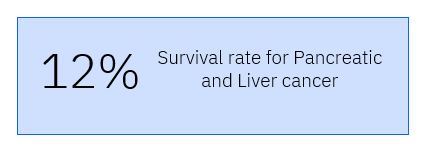 12%
Survival rate for Pancreatic
and Liver cancer